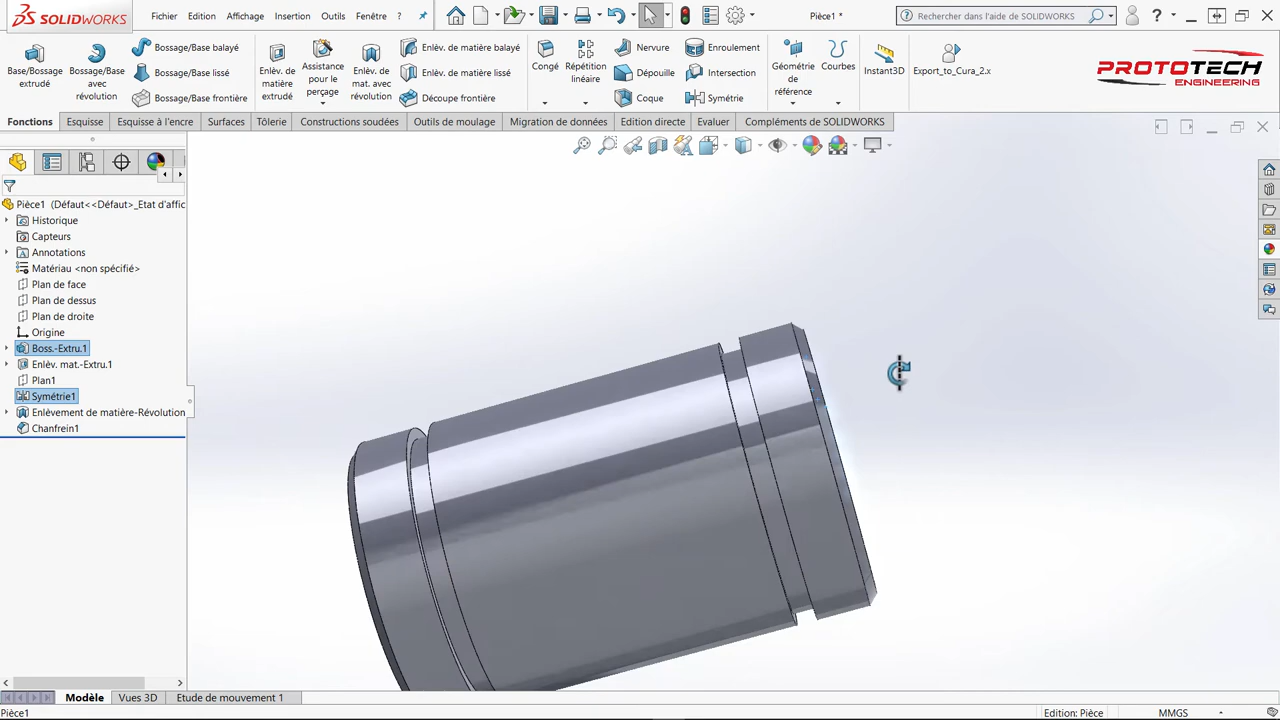 SOLIDWORKS
Fichier Edition Affichage Insertion Outils Fenêtre ?
Pièce1 *
Rechercher dans l'aide de SOLIDWORKS
?
Base/Bossage extrudé
Bossage/Base avec révolution
Bossage/Base balayé
Bossage/Base lissé
Bossage/Base frontière
Enlèv. de matière extrudé
Assistance pour le perçage
Enlèv. de mat. avec révolution
Enlèv. de matière balayé
Enlèv. de matière lissé
Découpe frontière
Congé
Répétition linéaire
Nervure
Dépouille
Coque
Enroulement
Intersection
Symétrie
Géométrie de référence
Courbes
Instant3D
Export_to_Cura_2.x
PROTOTECH
ENGINEERING
Fonctions Esquisse Esquisse à l'encre Surfaces Tôlerie Constructions soudées Outils de moulage Migration de données Edition directe Evaluer Compléments de SOLIDWORKS
Pièce1 (Défaut<<Défaut>_Etat d'affic
Historique
Capteurs
Annotations
Matériau <non spécifié>
Plan de face
Plan de dessus
Plan de droite
Origine
Boss.-Extru.1
Enlèv. mat.-Extru.1
Plan1
Symétrie1
Enlèvement de matière-Révolution
Chanfrein1
Modèle Vues 3D Etude de mouvement 1
Pièce1 Edition: Pièce MMGS